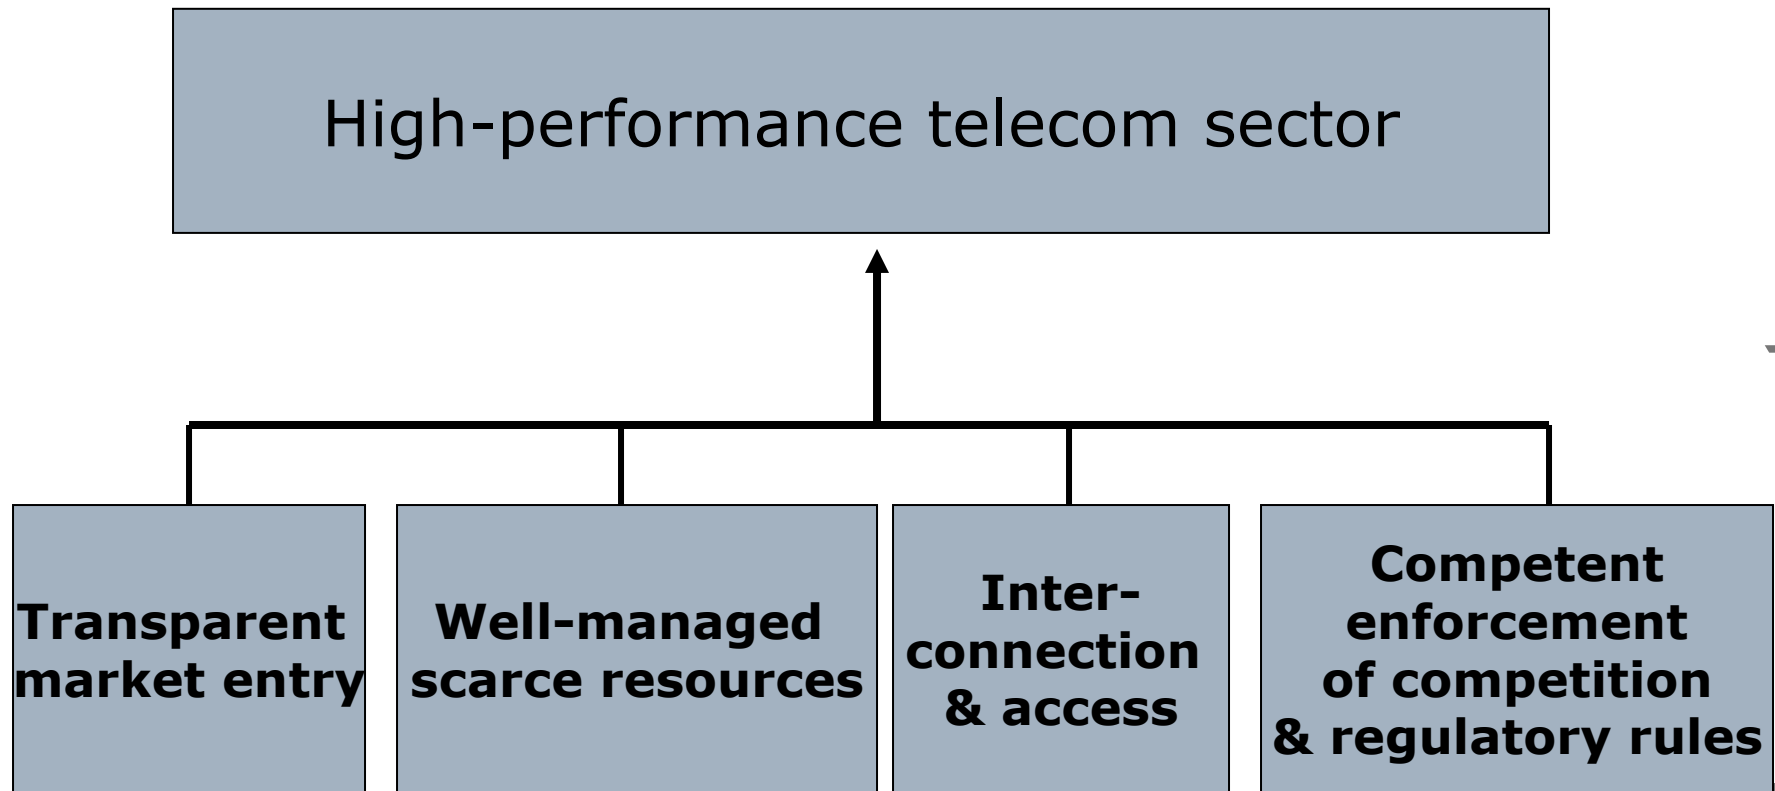 High-performance telecom sector
Transparent
market entry
Well-managed
scarce resources
Inter-
connection
& access
Competent
enforcement
of competition
& regulatory rules